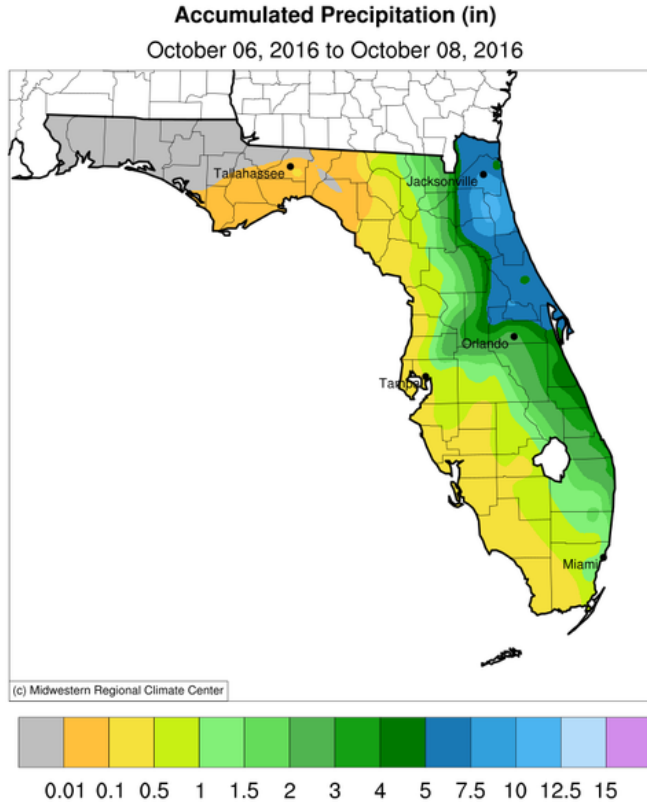 Accumulated Precipitation (in)
October 06, 2016 to October 08, 2016
Tallahassee
Jacksonville
Orlando
Tampa
Miami
(c) Midwestern Regional Climate Center
0.01 0.1 0.5 1 1.5 2 3 4 5 7.5 10 12.5 15